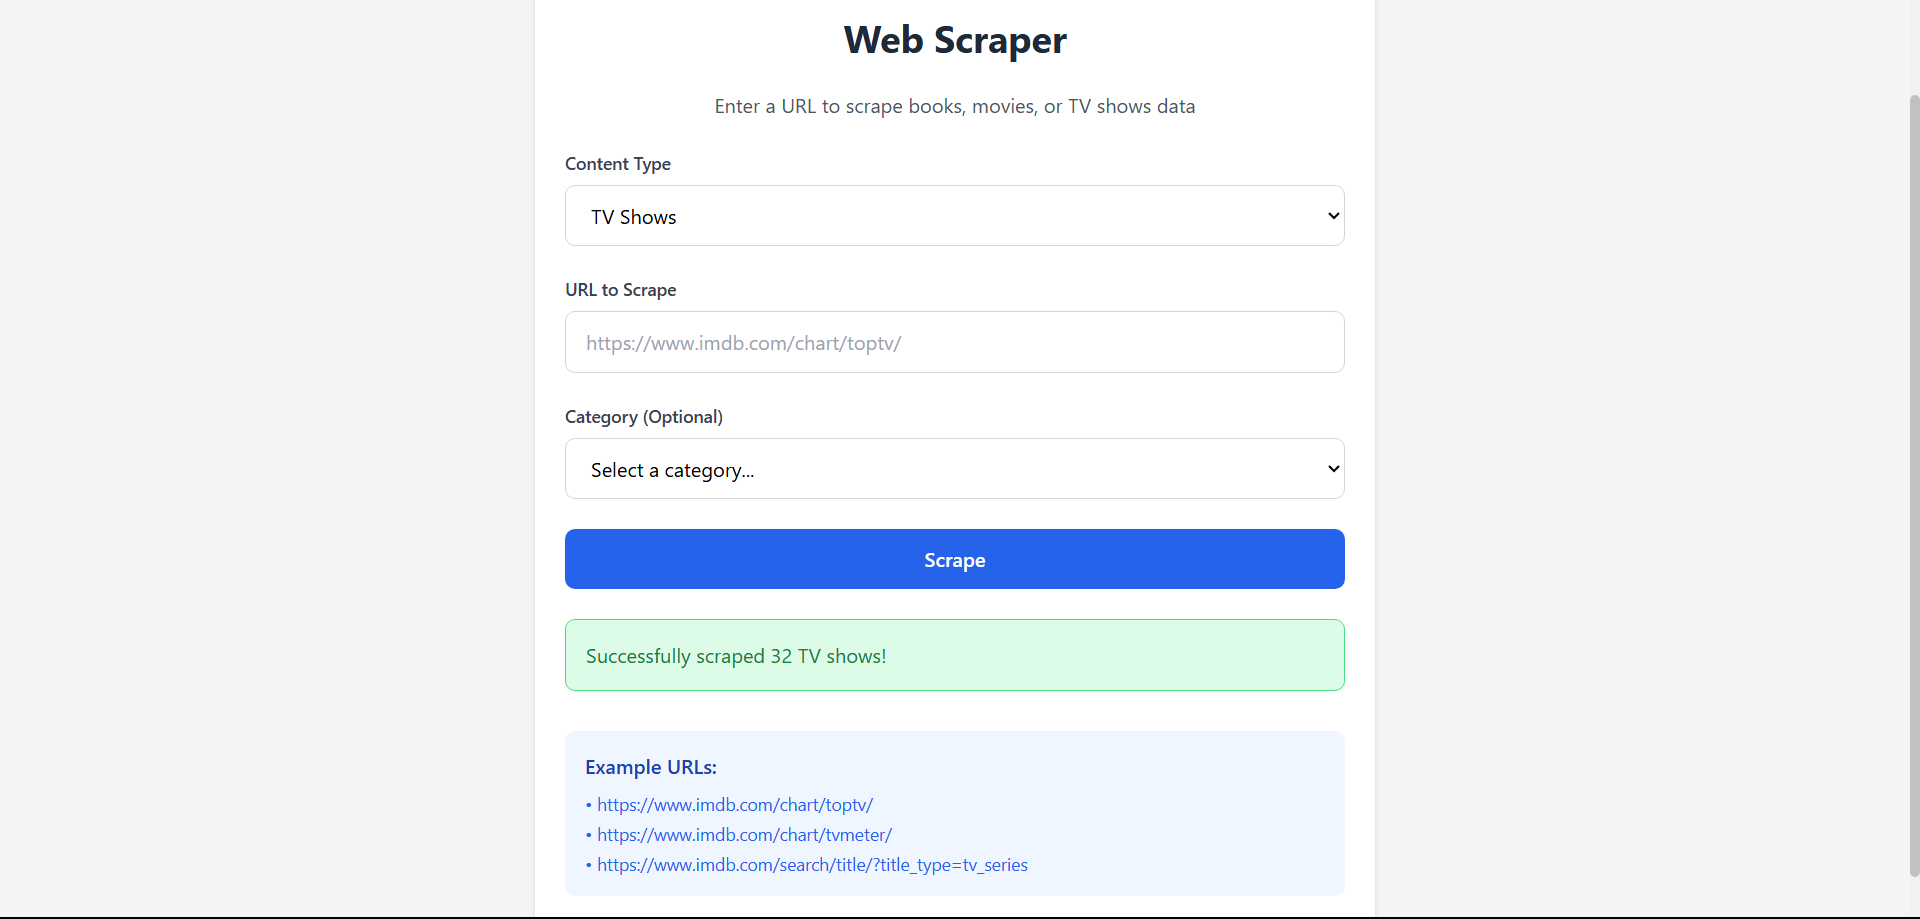 Web Scraper
Enter a URL to scrape books, movies, or TV shows data
Content Type
TV Shows
URL to Scrape
https://www.imdb.com/chart/toptv/
Category (Optional)
Select a category...
Scrape
Successfully scraped 32 TV shows!
Example URLs:
• https://www.imdb.com/chart/toptv/
• https://www.imdb.com/chart/tvmeter/
• https://www.imdb.com/search/title/?title_type=tv_series